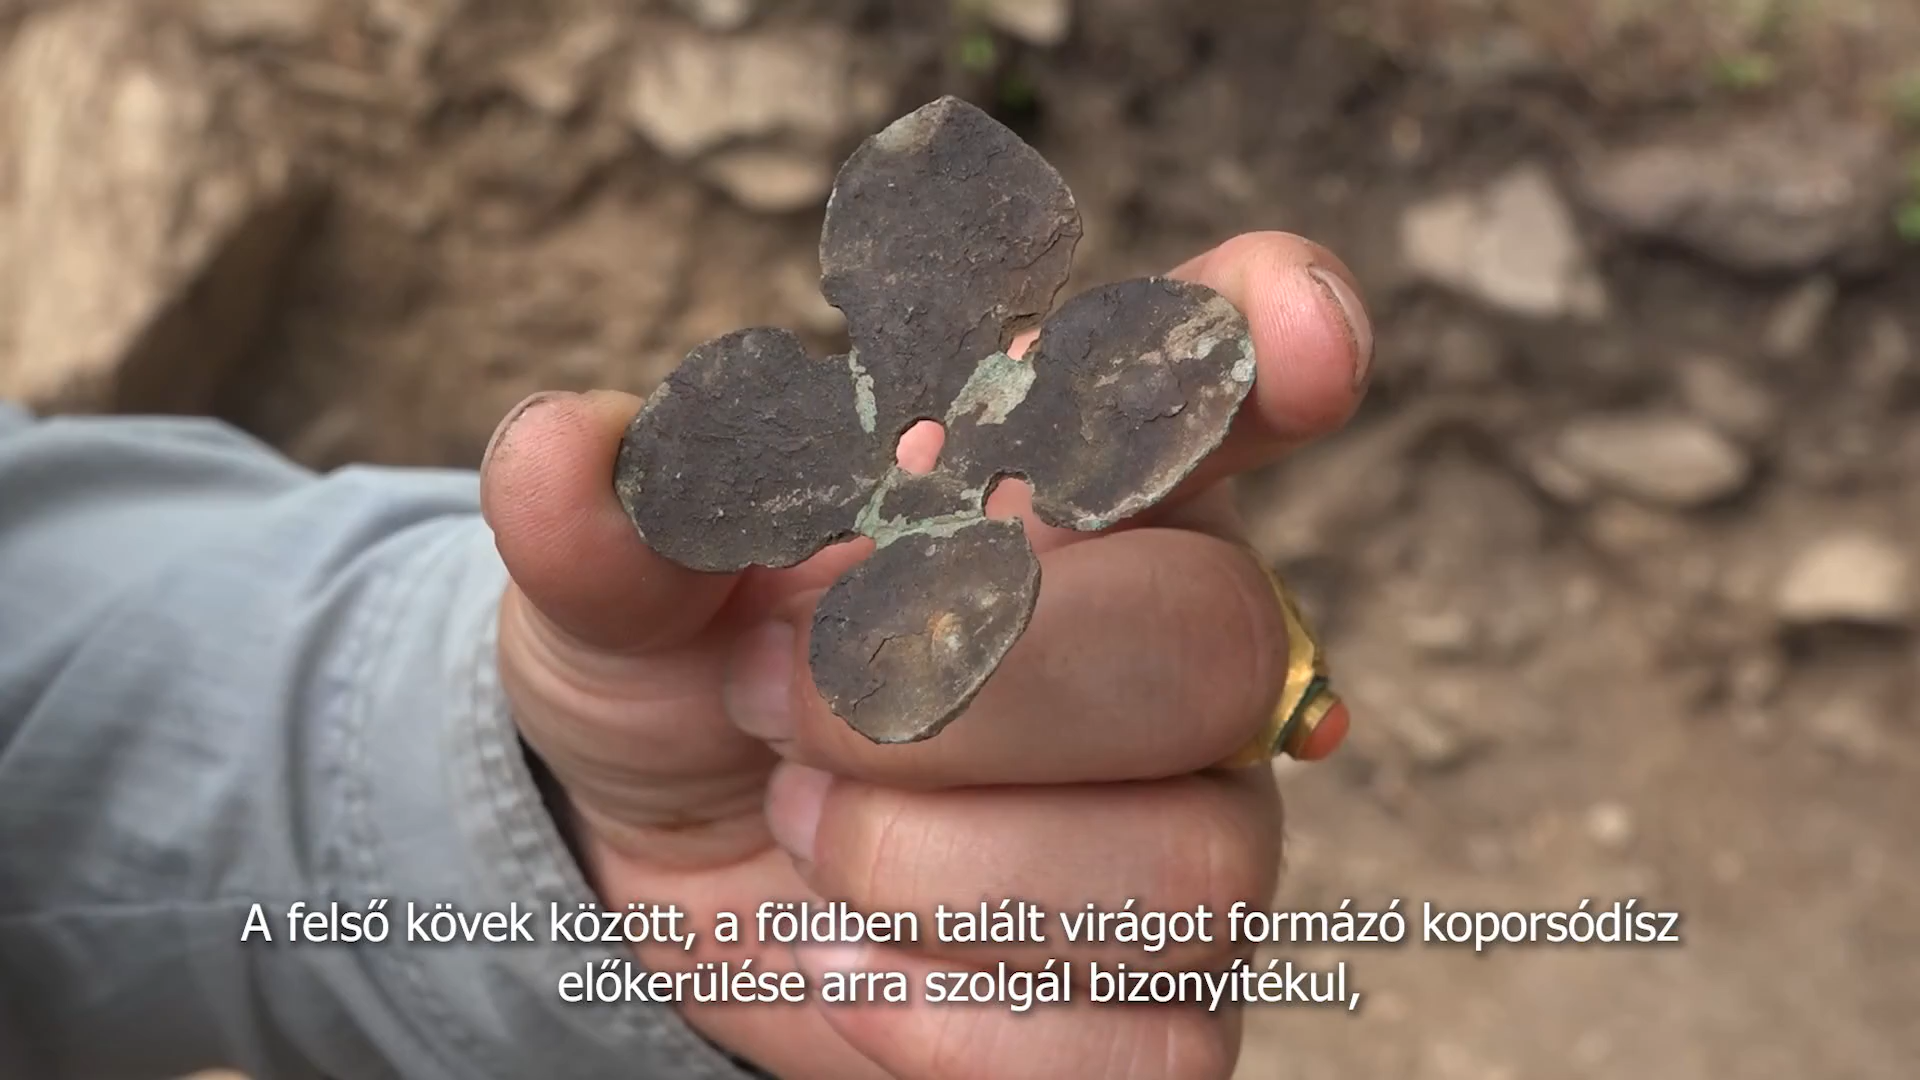 A felső kövek között, a földben talált virágot formázó koporsódísz
előkerülése arra szolgál bizonyítékul,